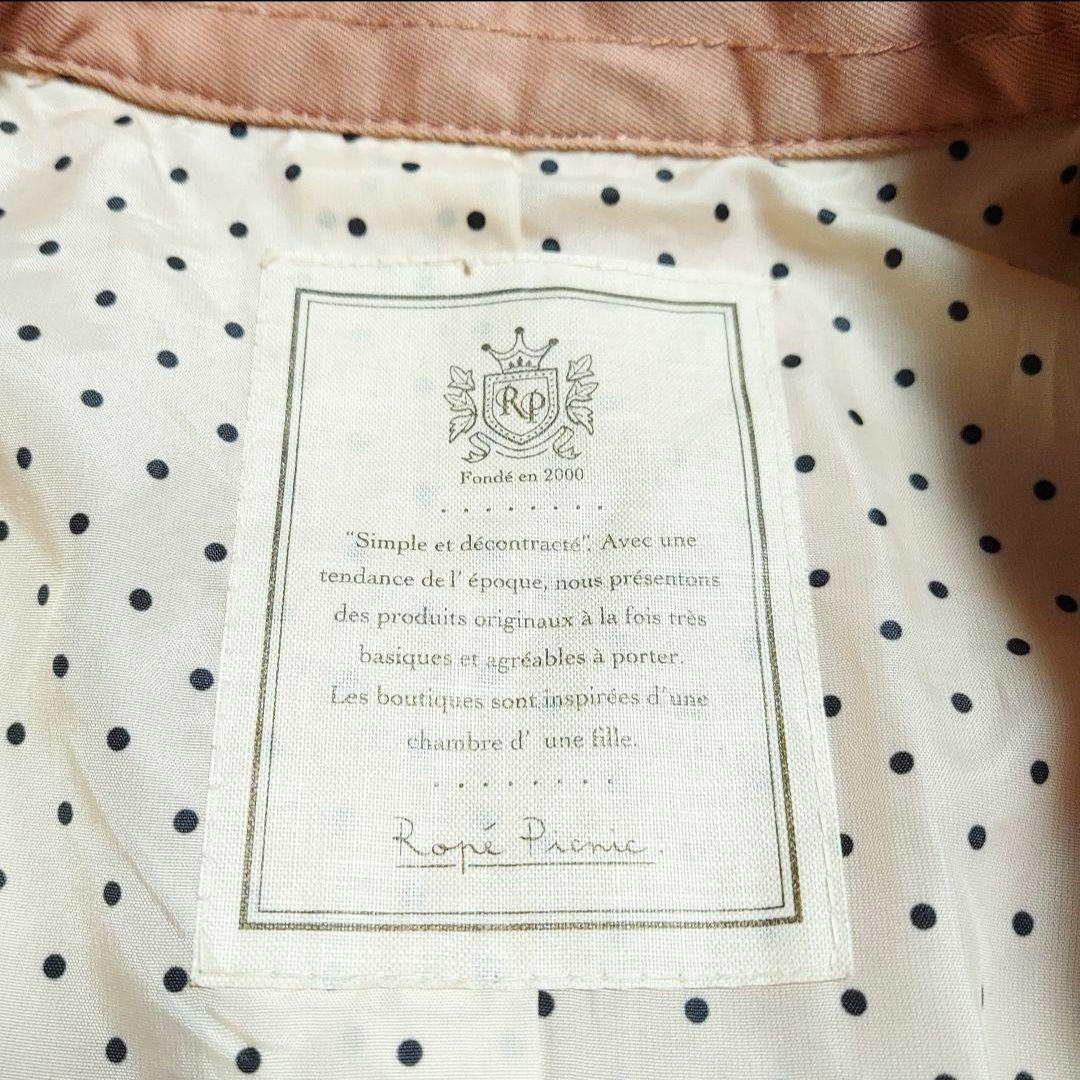 RP
Fondé en 2000
"Simple et décontracté". Avec une
tendance de l' époque, nous présentons
des produits originaux à la fois très
basiques et agréables à porter.
Les boutiques sont inspirées d'une
chambre d' une fille.
Ropé Picnic.